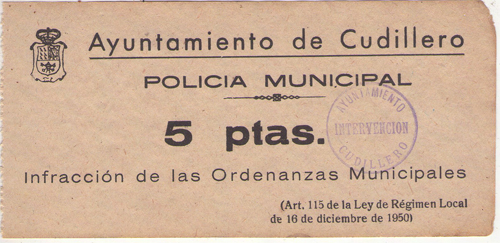 Ayuntamiento de Cudillero
POLICIA MUNICIPAL
5 ptas.
AYUNTAMIENTO
INTERVENCION
CUDILLERO
Infracción de las Ordenanzas Municipales
(Art. 115 de la Ley de Régimen Local
de 16 de diciembre de 1950)